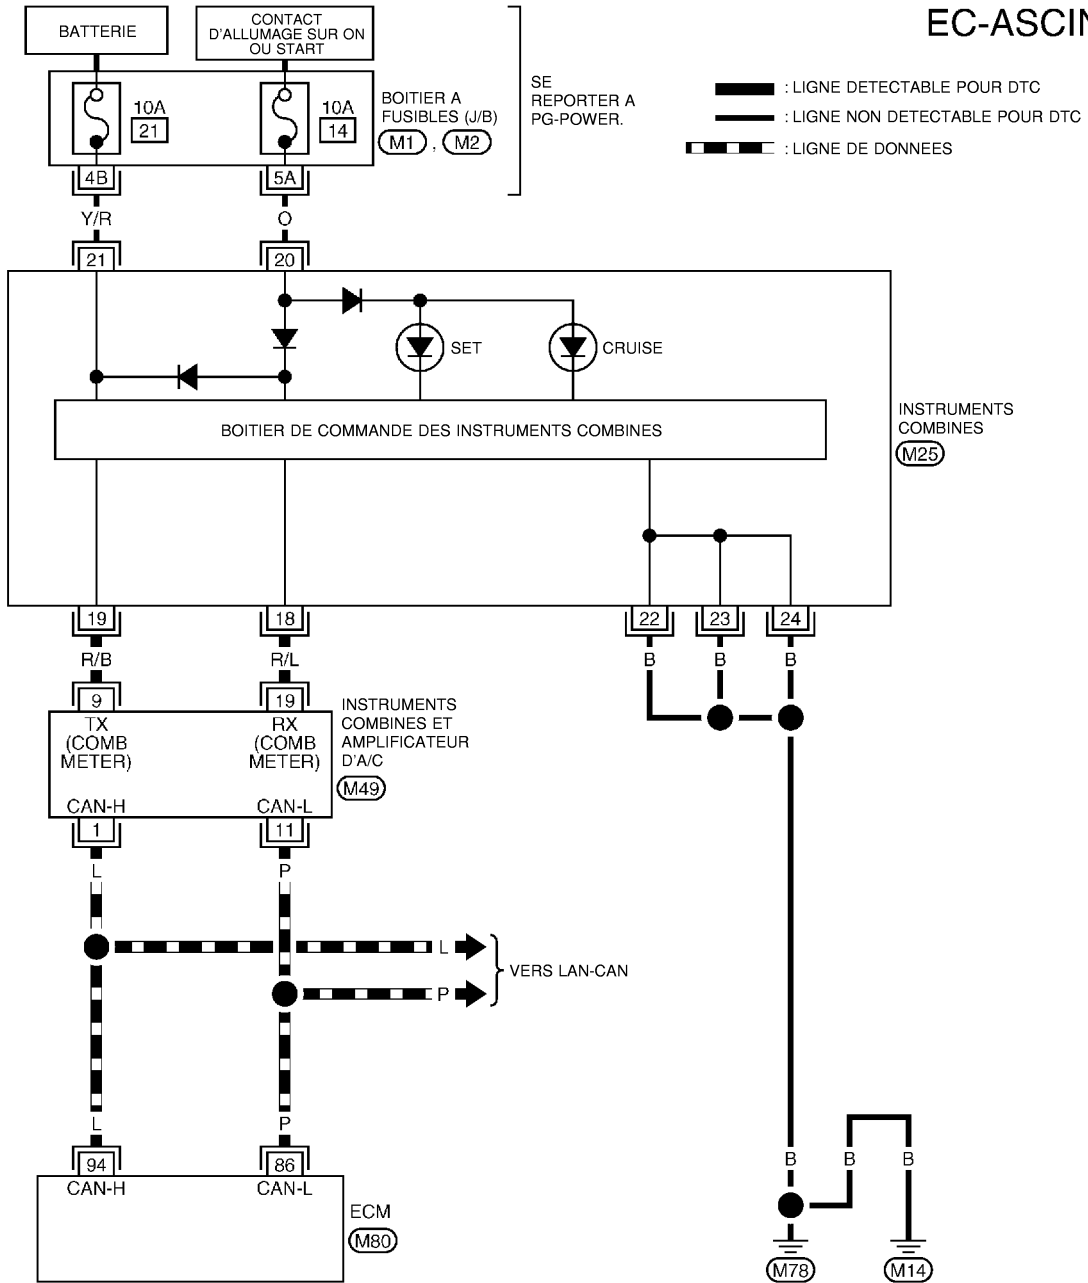 EC-ASCIN
BATTERIE
CONTACT
D'ALLUMAGE SUR ON
OU START
10A
21
10A
14
BOITIER A
FUSIBLES (J/B)
M1 , M2
SE
REPORTER A
PG-POWER.
: LIGNE DETECTABLE POUR DTC
: LIGNE NON DETECTABLE POUR DTC
: LIGNE DE DONNEES
4B
5A
Y/R
O
21
20
SET
CRUISE
BOITIER DE COMMANDE DES INSTRUMENTS COMBINES
INSTRUMENTS
COMBINES
M25
19
18
22
23
24
R/B
R/L
B
B
B
9
19
TX
(COMB
METER)
RX
(COMB
METER)
INSTRUMENTS
COMBINES ET
AMPLIFICATEUR
D'A/C
M49
CAN-H
CAN-L
1
11
L
P
L
P
VERS LAN-CAN
L
P
94
86
CAN-H
CAN-L
ECM
M80
B
B
B
M78
M14